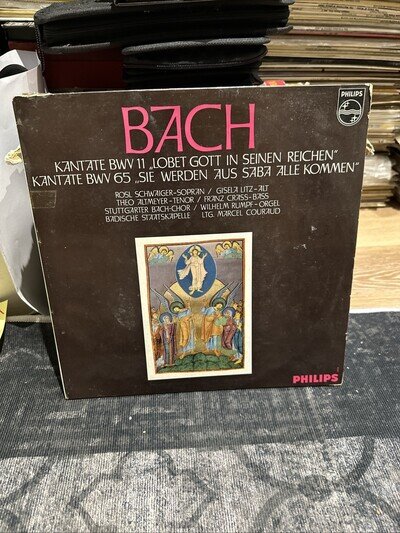 PHILIPS
BACH
KANTATE BWV 11 „LOBET GOTT IN SEINEN REICHEN“
KANTATE BWV 65 „SIE WERDEN AUS SABA ALLE KOMMEN“
ROSL SCHWAIGER-SOPRAN / GISELA LITZ-ALT
THEO ALTMEYER-TENOR / FRANZ CRASS-BASS
STUTTGARTER BACH-CHOR / WILHELM RUMPF-ORGEL
BADISCHE STAATSKAPELLE LTG. MARCEL COURAUD
PHILIPS